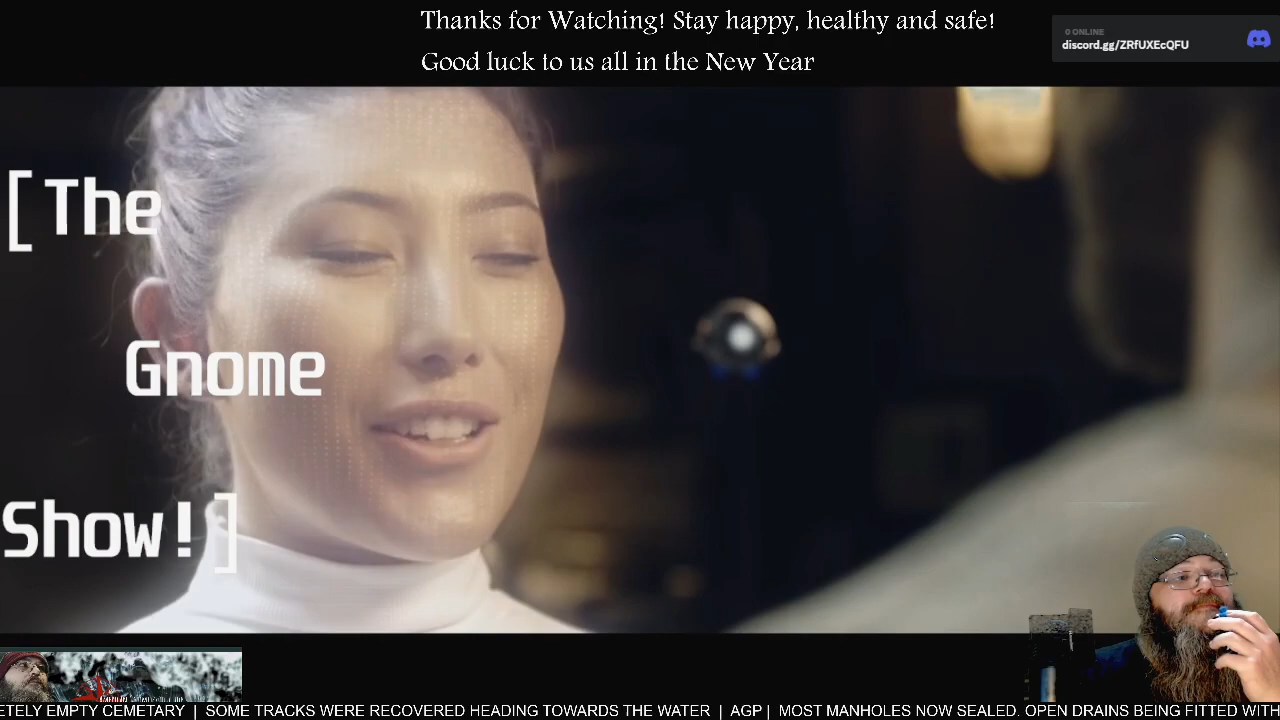 Thanks for Watching! Stay happy, healthy and safe!
Good luck to us all in the New Year
0 ONLINE
discord.gg/ZRfUXEcQFU
[The
Gnome
Show!]
ETELY EMPTY CEMETARY | SOME TRACKS WERE RECOVERED HEADING TOWARDS THE WATER | AGP | MOST MANHOLES NOW SEALED. OPEN DRAINS BEING FITTED WITH